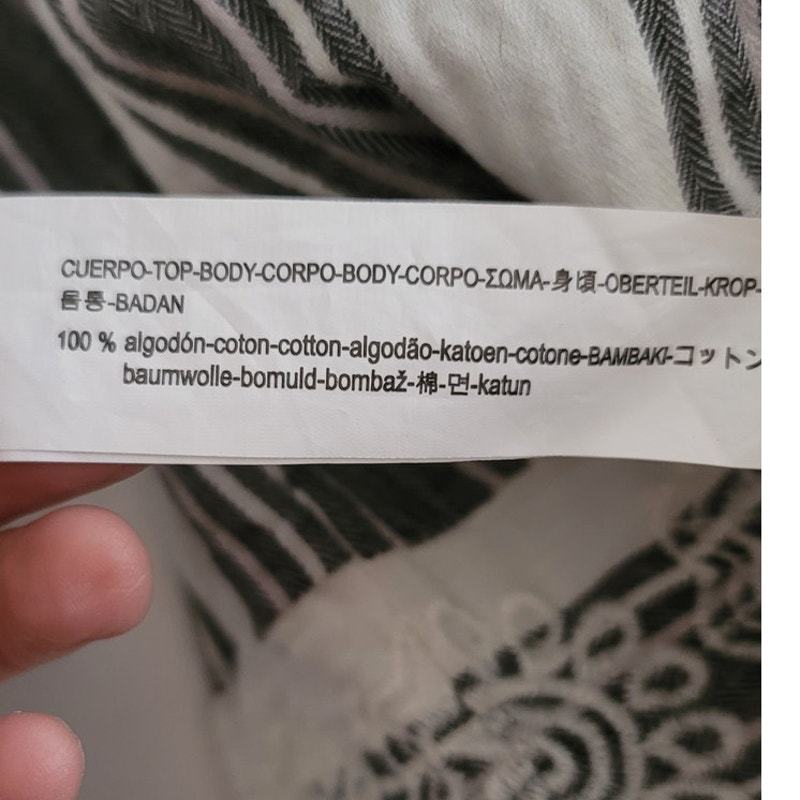 CUERPO-TOP-BODY-CORPO-BODY-CORPO-ΣΩΜΑ-身頃-OBERTEIL-KROP-
몸통-BADAN
100 % algodón-coton-cotton-algodão-katoen-cotone-BAMBAKI-コットン
baumwolle-bomuld-bombaž-棉-면-katun